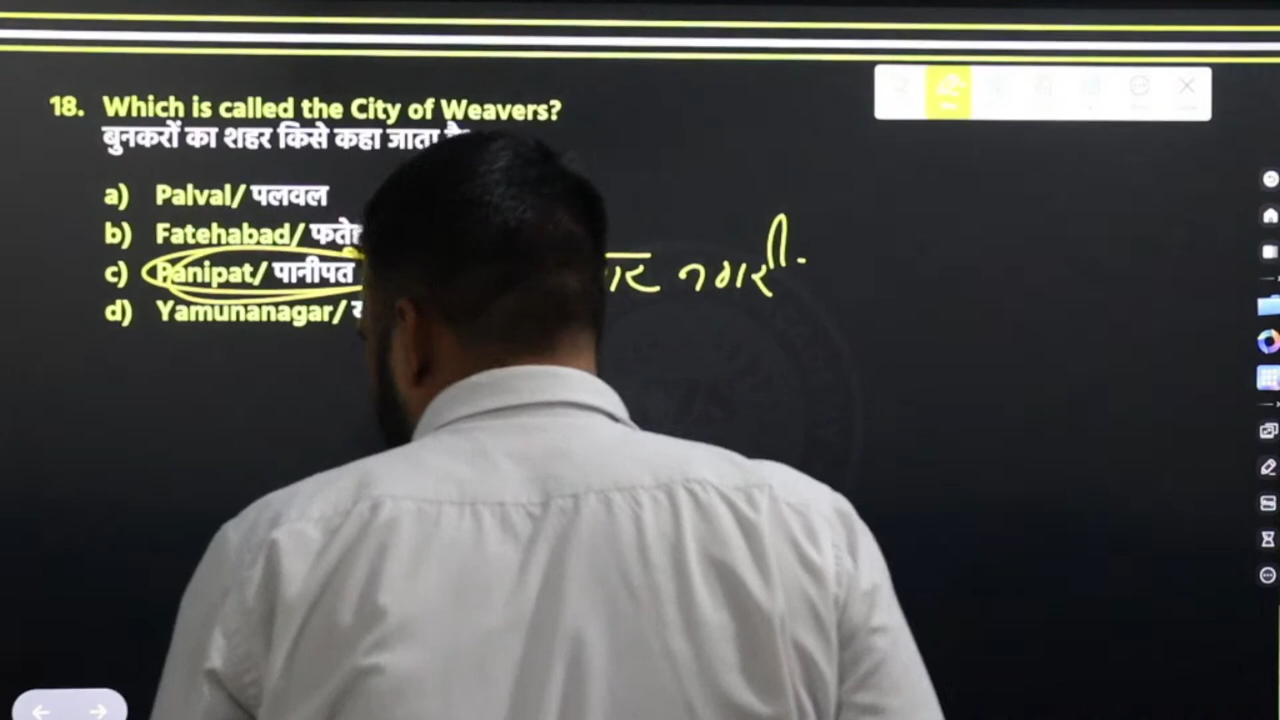 18. Which is called the City of Weavers?
बुनकरों का शहर किसे कहा जाता
a) Palval/ पलवल
b) Fatehabad/
c) Panipat/ पानीपत
नगरी
d) Yamunanagar/